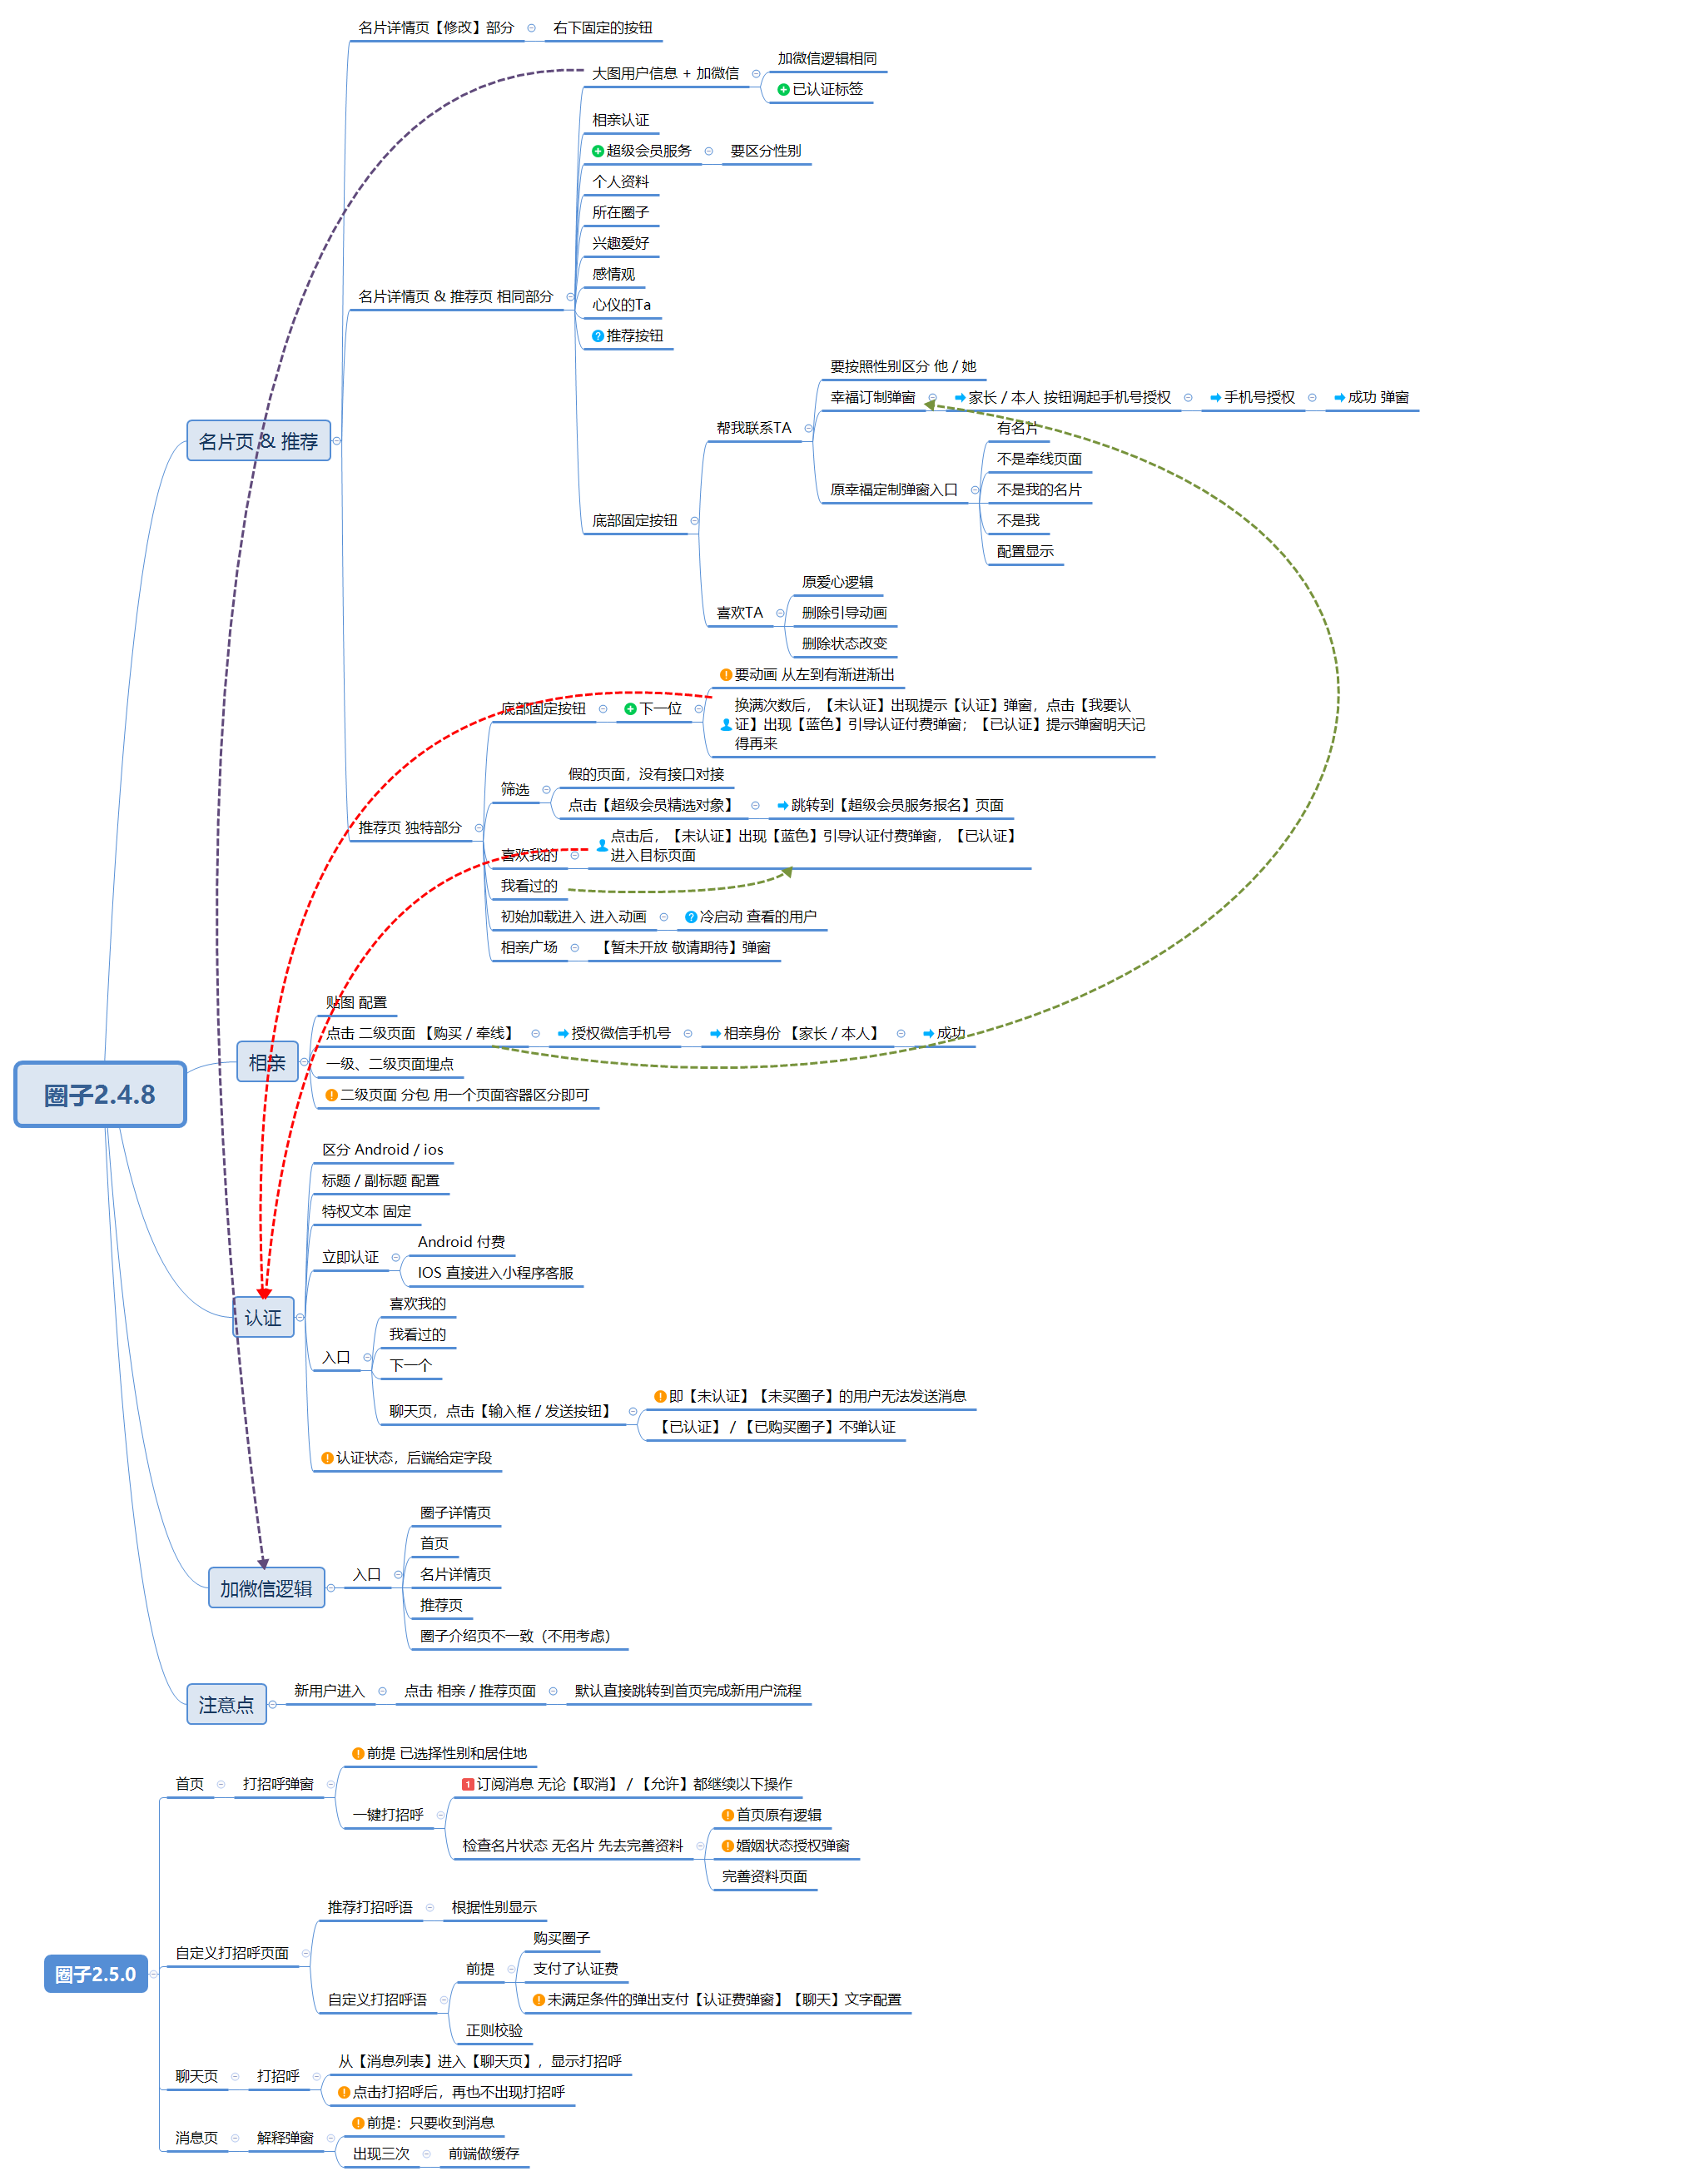 圈子2.4.8
名片页 & 推荐
名片详情页【修改】部分
右下固定的按钮
名片详情页 & 推荐页 相同部分
大图用户信息 + 加微信
加微信逻辑相同
已认证标签
相亲认证
超级会员服务
要区分性别
个人资料
所在圈子
兴趣爱好
感情观
心仪的Ta
推荐按钮
底部固定按钮
帮我联系TA
要按照性别区分 他 / 她
幸福订制弹窗
家长 / 本人 按钮调起手机号授权
手机号授权
成功 弹窗
原幸福定制弹窗入口
有名片
不是牵线页面
不是我的名片
不是我
配置显示
喜欢TA
原爱心逻辑
删除引导动画
删除状态改变
推荐页 独特部分
底部固定按钮
下一位
要动画 从左到有渐进渐出
换满次数后，【未认证】出现提示【认证】弹窗，点击【我要认
证】出现【蓝色】引导认证付费弹窗；【已认证】提示弹窗明天记
得再来
筛选
假的页面，没有接口对接
点击【超级会员精选对象】
跳转到【超级会员服务报名】页面
喜欢我的
点击后，【未认证】出现【蓝色】引导认证付费弹窗，【已认证】
进入目标页面
我看过的
初始加载进入 进入动画
冷启动 查看的用户
相亲广场
【暂未开放 敬请期待】弹窗
相亲
贴图 配置
点击 二级页面 【购买 / 牵线】
授权微信手机号
相亲身份 【家长 / 本人】
成功
一级、二级页面埋点
二级页面 分包 用一个页面容器区分即可
认证
区分 Android / ios
标题 / 副标题 配置
特权文本 固定
立即认证
Android 付费
IOS 直接进入小程序客服
入口
喜欢我的
我看过的
下一个
聊天页，点击【输入框 / 发送按钮】
即【未认证】【未买圈子】的用户无法发送消息
【已认证】 / 【已购买圈子】不弹认证
认证状态，后端给定字段
加微信逻辑
入口
圈子详情页
首页
名片详情页
推荐页
圈子介绍页不一致（不用考虑）
注意点
新用户进入
点击 相亲 / 推荐页面
默认直接跳转到首页完成新用户流程
圈子2.5.0
首页
打招呼弹窗
前提 已选择性别和居住地
一键打招呼
1 订阅消息 无论【取消】 / 【允许】都继续以下操作
检查名片状态 无名片 先去完善资料
首页原有逻辑
婚姻状态授权弹窗
完善资料页面
自定义打招呼页面
推荐打招呼语
根据性别显示
自定义打招呼语
前提
购买圈子
支付了认证费
未满足条件的弹出支付【认证费弹窗】【聊天】文字配置
正则校验
聊天页
打招呼
从【消息列表】进入【聊天页】，显示打招呼
点击打招呼后，再也不出现打招呼
消息页
解释弹窗
前提：只要收到消息
出现三次
前端做缓存